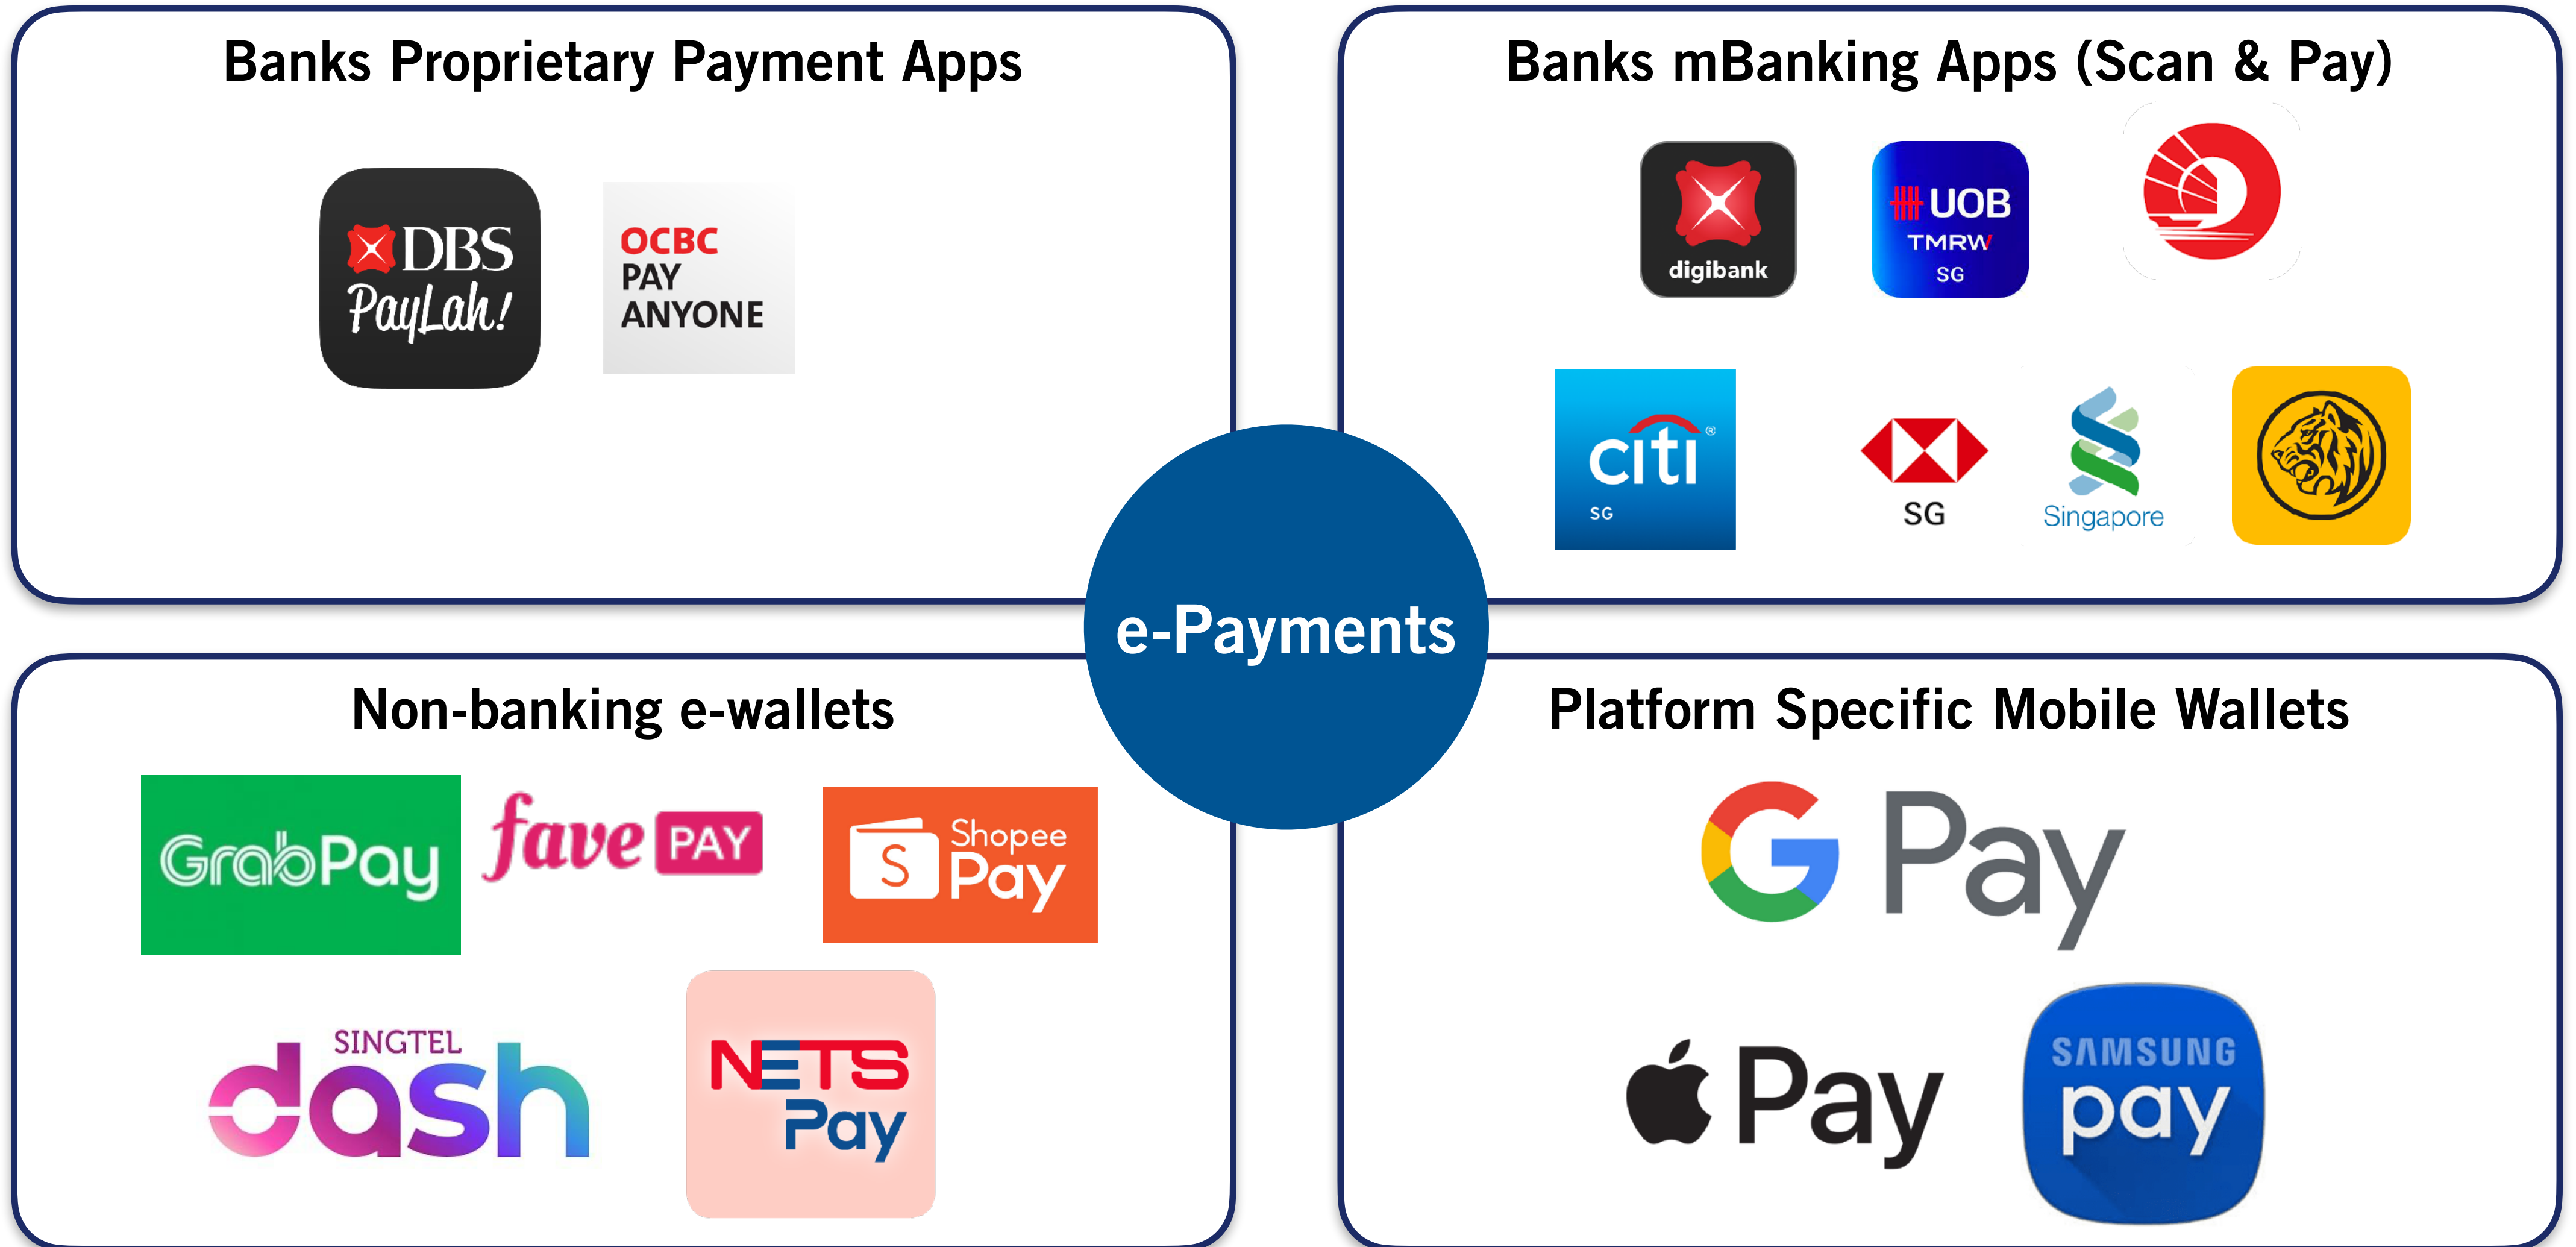 Banks Proprietary Payment Apps
DBS
PayLah!
OCBC
PAY
ANYONE
Banks mBanking Apps (Scan & Pay)
digibank
UOB
TMRW
SG
citi®
SG
SG
Singapore
e-Payments
Non-banking e-wallets
GrabPay
fave PAY
S Shopee
Pay
SINGTEL
dash
NETS
Pay
Platform Specific Mobile Wallets
G Pay
Pay
SAMSUNG
pay